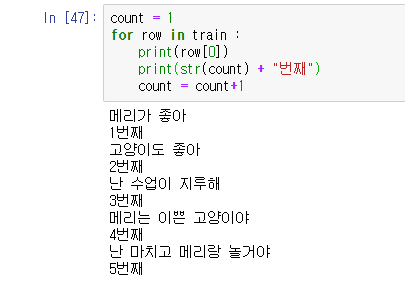 In [47]: count = 1
for row in train :
print(row[0])
print(str(count) + "번째")
count = count+1
메리가 좋아
1번째
고양이도 좋아
2번째
난 수업이 지투해
3번째
메리는 이쁜 고양이야
4번째
난 마치고 메리랑 놀거야
5번째